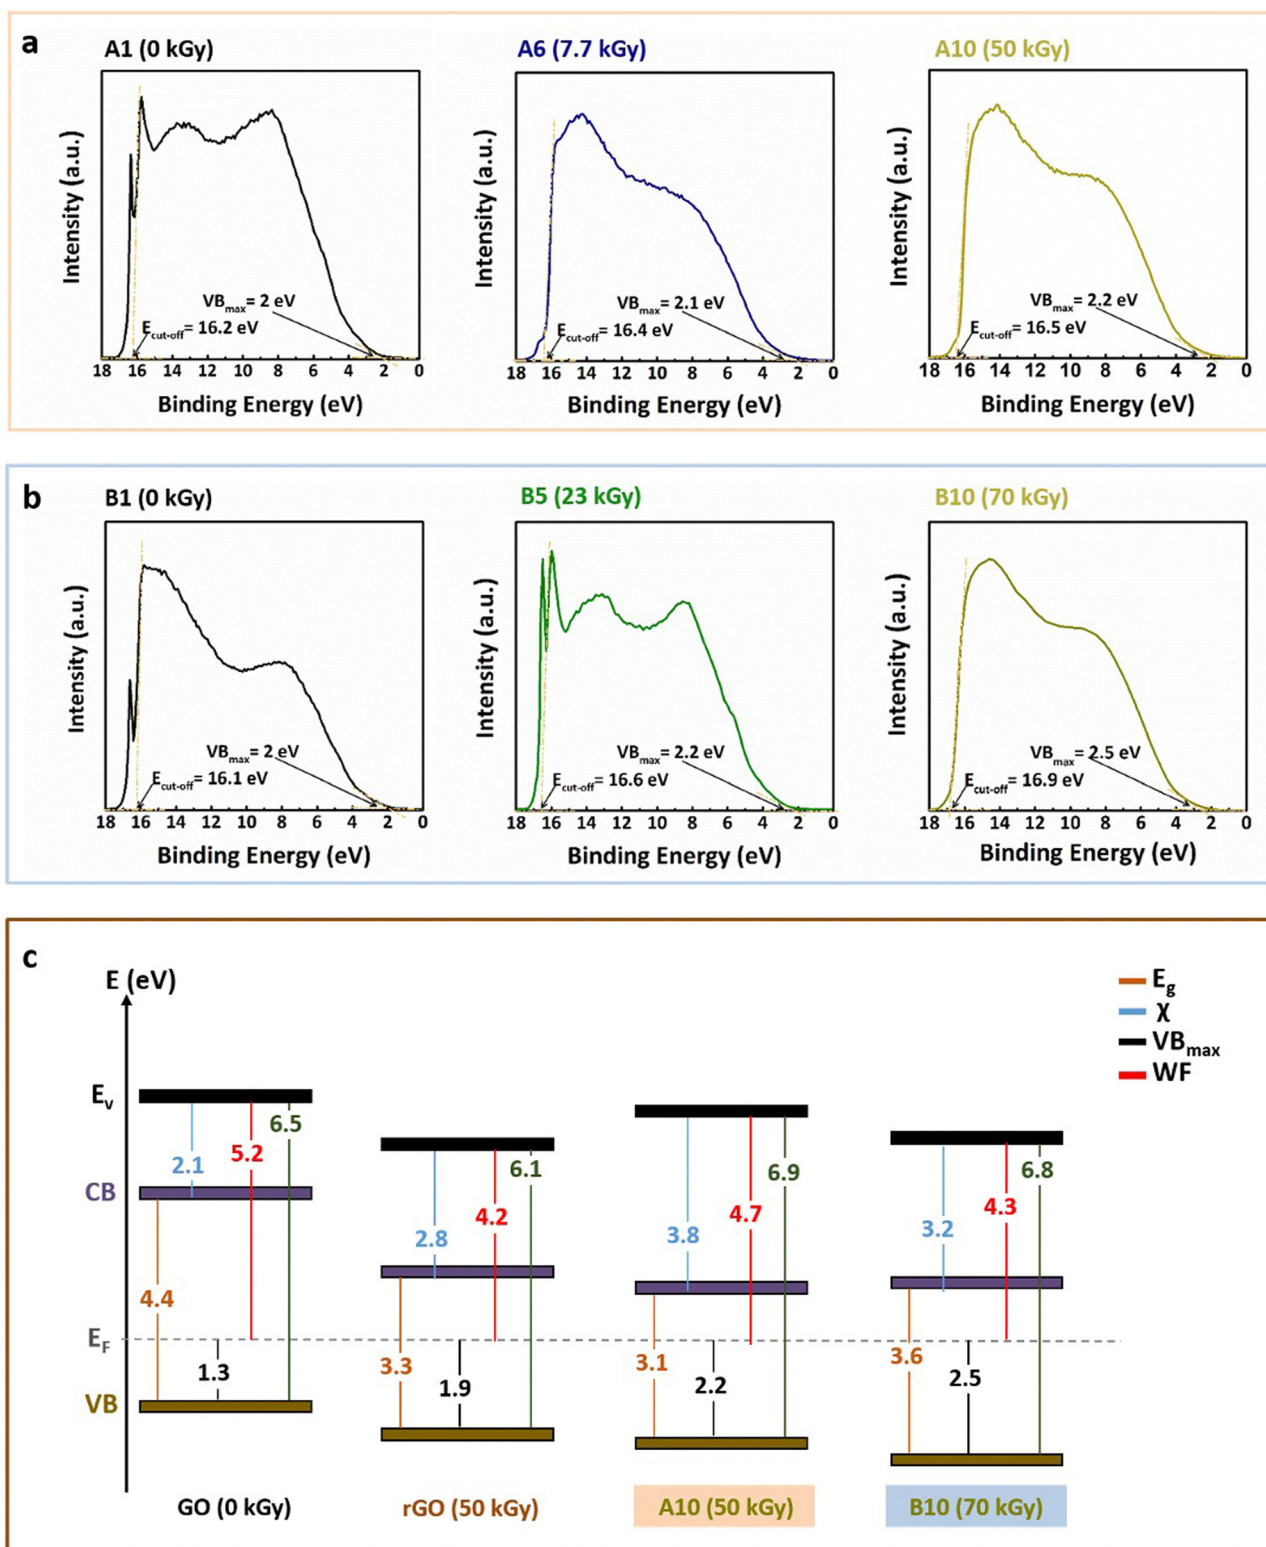 a
A1 (0 kGy)
A6 (7.7 kGy)
A10 (50 kGy)
Intensity (a.u.)
VBmax= 2 eV
Ecut-off= 16.2 eV
18 16 14 12 10 8 6 4 2 0
Binding Energy (eV)
Intensity (a.u.)
VBmax= 2.1 eV
Ecut-off= 16.4 eV
18 16 14 12 10 8 6 4 2 0
Binding Energy (eV)
Intensity (a.u.)
VBmax= 2.2 eV
Ecut-off= 16.5 eV
18 16 14 12 10 8 6 4 2 0
Binding Energy (eV)
b
B1 (0 kGy)
B5 (23 kGy)
B10 (70 kGy)
Intensity (a.u.)
VBmax= 2 eV
Ecut-off= 16.1 eV
18 16 14 12 10 8 6 4 2 0
Binding Energy (eV)
Intensity (a.u.)
VBmax= 2.2 eV
Ecut-off= 16.6 eV
18 16 14 12 10 8 6 4 2 0
Binding Energy (eV)
Intensity (a.u.)
VBmax= 2.5 eV
Ecut-off= 16.9 eV
18 16 14 12 10 8 6 4 2 0
Binding Energy (eV)
c
E (eV)
Eg
χ
VBmax
WF
Ev
CB
EF
VB
2.1
5.2
6.5
4.4
1.3
GO (0 kGy)
2.8
4.2
6.1
3.3
1.9
rGO (50 kGy)
3.8
4.7
6.9
3.1
2.2
A10 (50 kGy)
3.2
4.3
6.8
3.6
2.5
B10 (70 kGy)